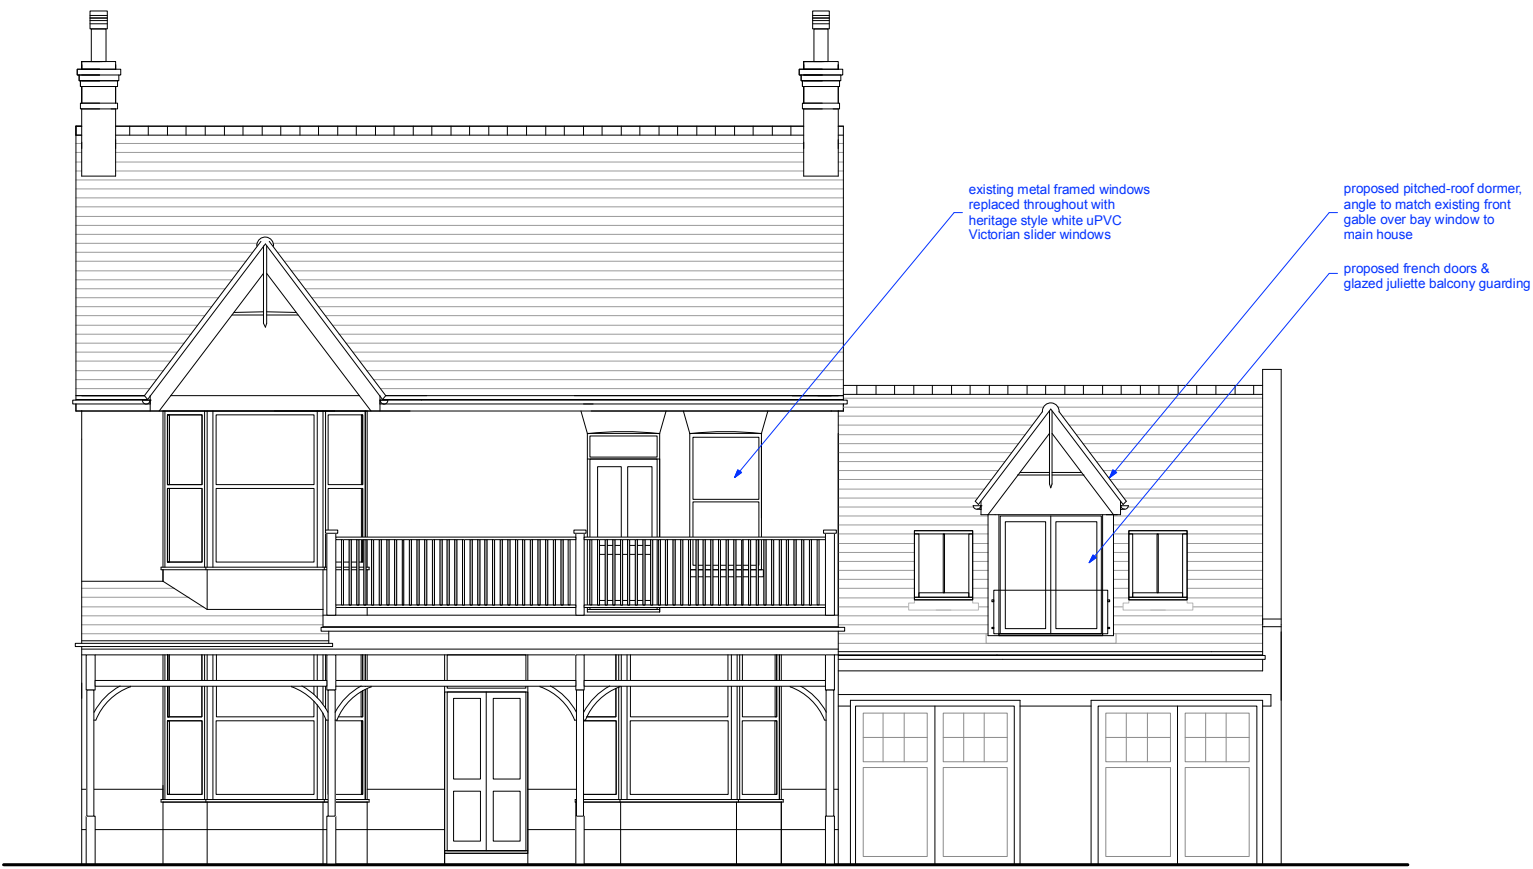 existing metal framed windows
replaced throughout with
heritage style white uPVC
Victorian slider windows
proposed pitched-roof dormer,
angle to match existing front
gable over bay window to
main house
proposed french doors &
glazed juliette balcony guarding